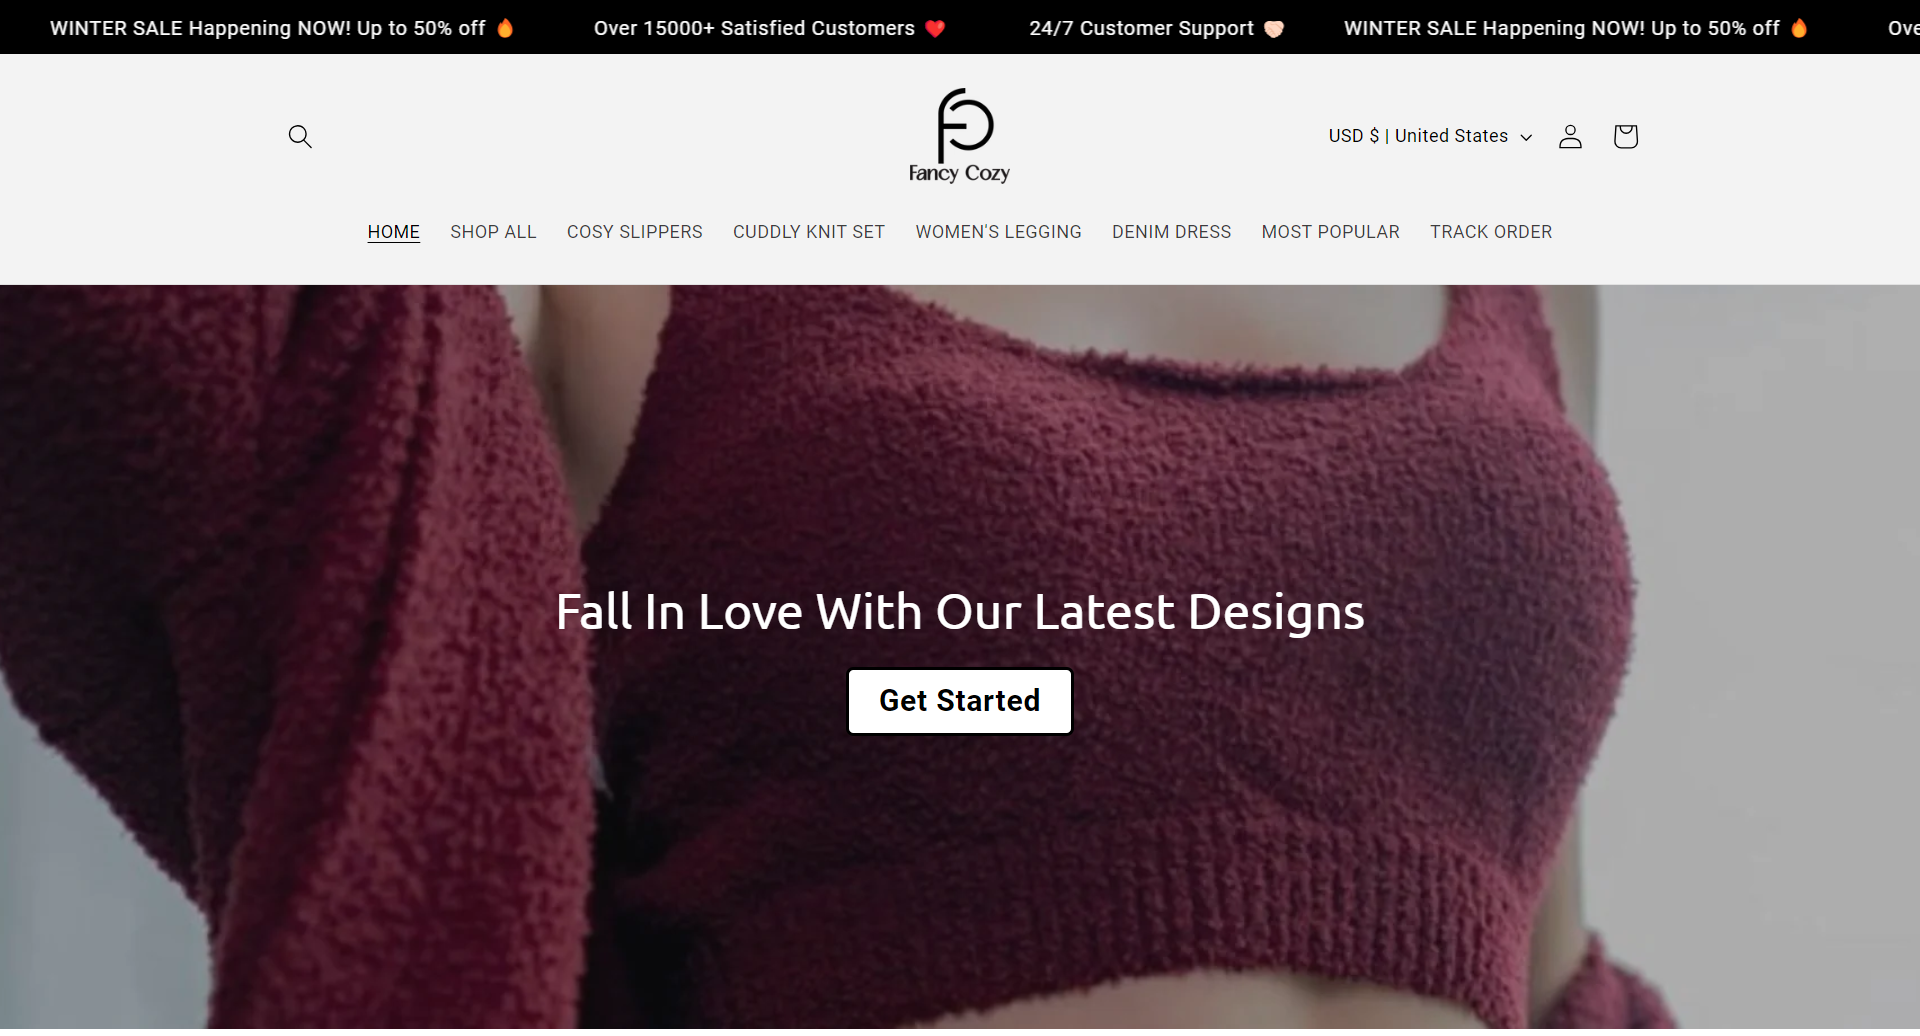 WINTER SALE Happening NOW! Up to 50% off 🔥 Over 15000+ Satisfied Customers ❤️ 24/7 Customer Support 🤝🏻 WINTER SALE Happening NOW! Up to 50% off 🔥
Fancy Cozy
USD $ | United States
HOME SHOP ALL COSY SLIPPERS CUDDLY KNIT SET WOMEN'S LEGGING DENIM DRESS MOST POPULAR TRACK ORDER
Fall In Love With Our Latest Designs
Get Started